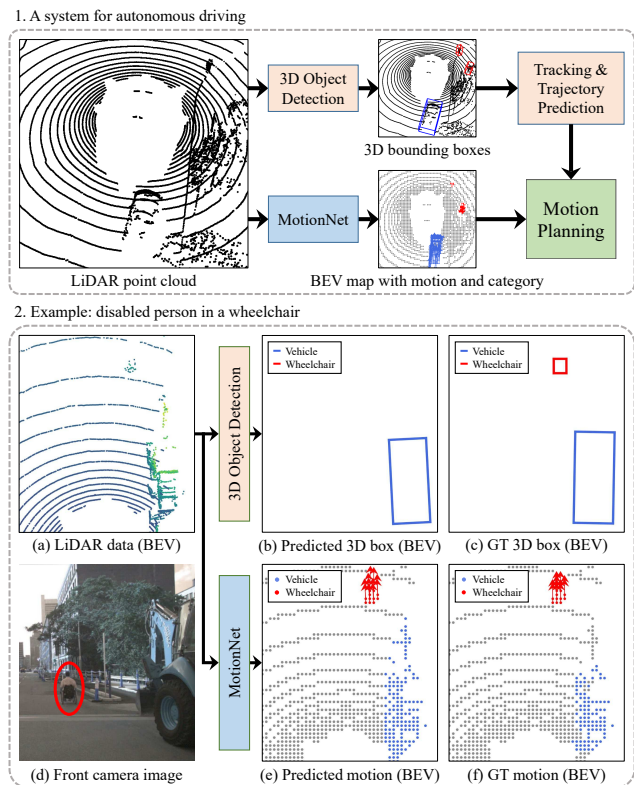 1. A system for autonomous driving
3D Object
Detection
Tracking &
Trajectory
Prediction
3D bounding boxes
MotionNet
Motion
Planning
LiDAR point cloud
BEV map with motion and category
2. Example: disabled person in a wheelchair
3D Object Detection
Vehicle
Wheelchair
Vehicle
Wheelchair
(a) LiDAR data (BEV)
(b) Predicted 3D box (BEV)
(c) GT 3D box (BEV)
MotionNet
Vehicle
Wheelchair
Vehicle
Wheelchair
(d) Front camera image
(e) Predicted motion (BEV)
(f) GT motion (BEV)